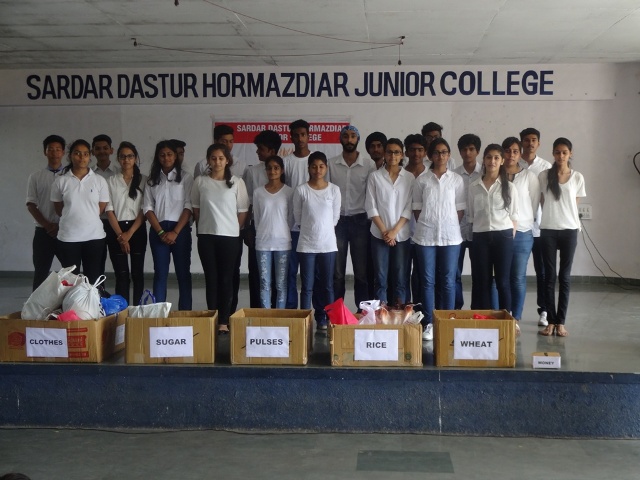 SARDAR DASTUR HORMAZDIAR JUNIOR COLLEGE
SARDAR DASTUR HORMAZDIAR
COLLEGE
CLOTHES
SUGAR
PULSES
RICE
WHEAT
MONEY